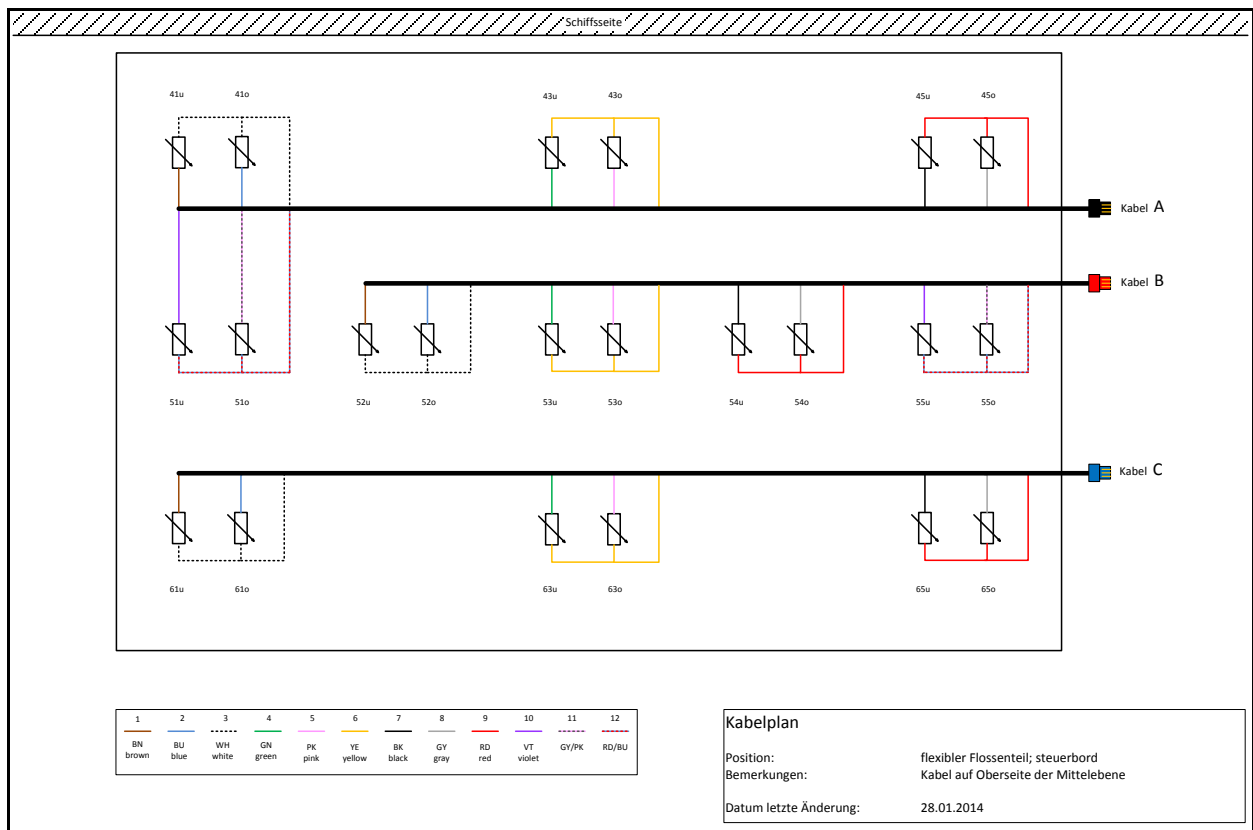 Schiffsseite
41u 41o 43u 43o 45u 45o
Kabel A
Kabel B
51u 51o 52u 52o 53u 53o 54u 54o 55u 55o
Kabel C
61u 61o 63u 63o 65u 65o
1 2 3 4 5 6 7 8 9 10 11 12
BN BU WH GN PK YE BK GY RD VT GY/PK RD/BU
brown blue white green pink yellow black gray red violet
Kabelplan
Position: flexibler Flossenteil; steuerbord
Bemerkungen: Kabel auf Oberseite der Mittelebene
Datum letzte Änderung: 28.01.2014